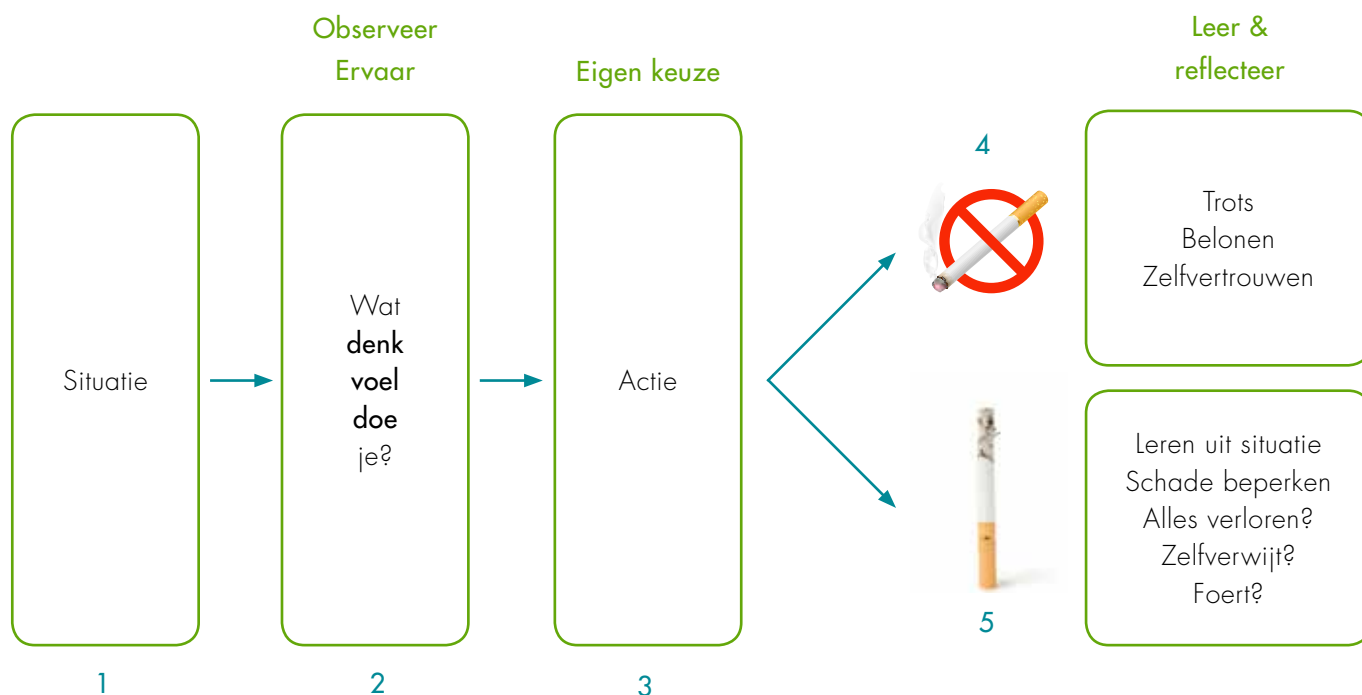 Observeer
Ervaar
Eigen keuze
Leer &
reflecteer
Situatie
Wat
denk
voel
doe
je?
Actie
4
Trots
Belonen
Zelfvertrouwen
5
Leren uit situatie
Schade beperken
Alles verloren?
Zelfverwijt?
Foert?
1
2
3